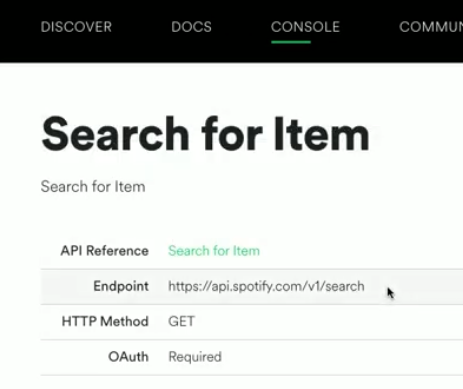 DISCOVER DOCS CONSOLE
Search for Item
Search for Item
API Reference Search for Item
Endpoint https://api.spotify.com/v1/search
HTTP Method GET
OAuth Required